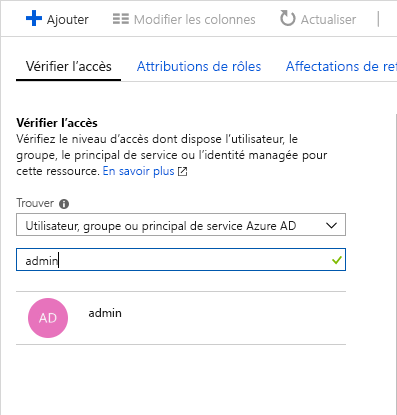 Ajouter Modifier les colonnes Actualiser
Vérifier l'accès Attributions de rôles Affectations de
Vérifier l'accès
Vérifiez le niveau d'accès dont dispose l'utilisateur, le
groupe, le principal de service ou l'identité managée pour
cette ressource. En savoir plus
Trouver
Utilisateur, groupe ou principal de service Azure AD
admin
AD admin